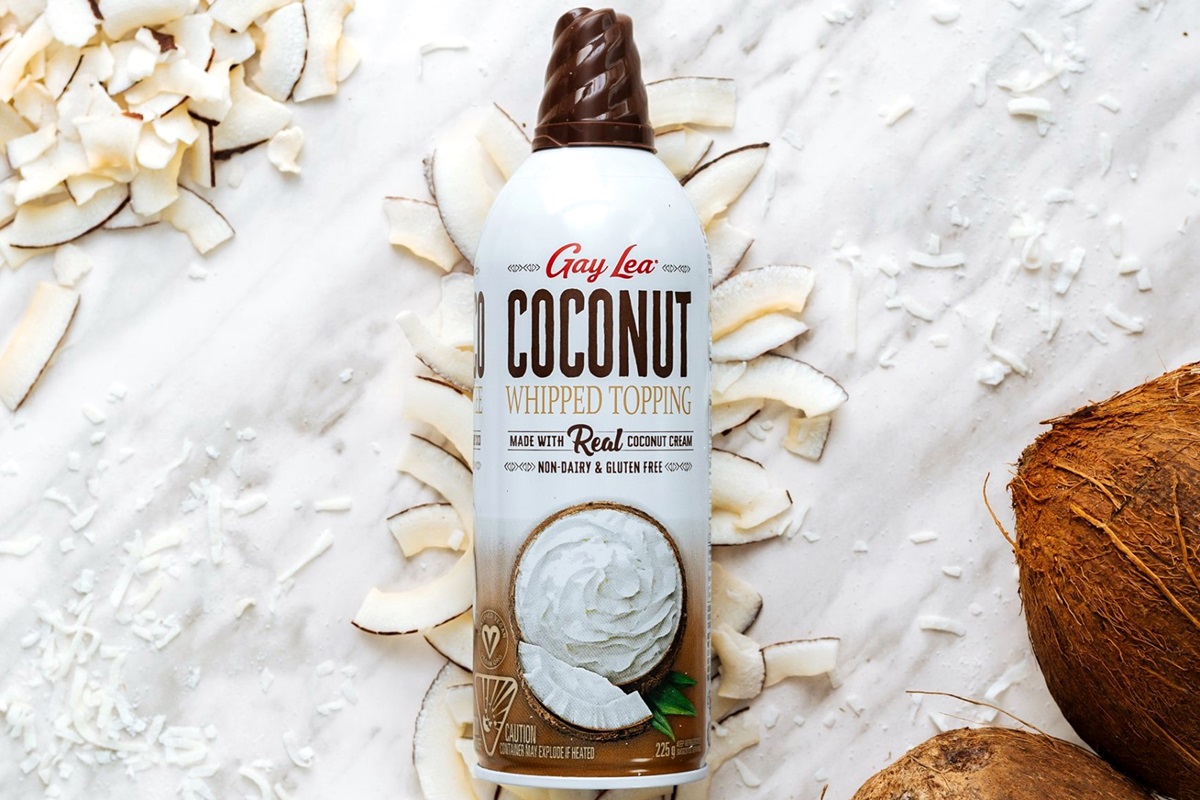 Gay Lea
COCONUT
WHIPPED TOPPING
MADE WITH Real COCONUT CREAM
NON-DAIRY & GLUTEN FREE
CAUTION
CONTAINER MAY EXPLODE IF HEATED
225 g